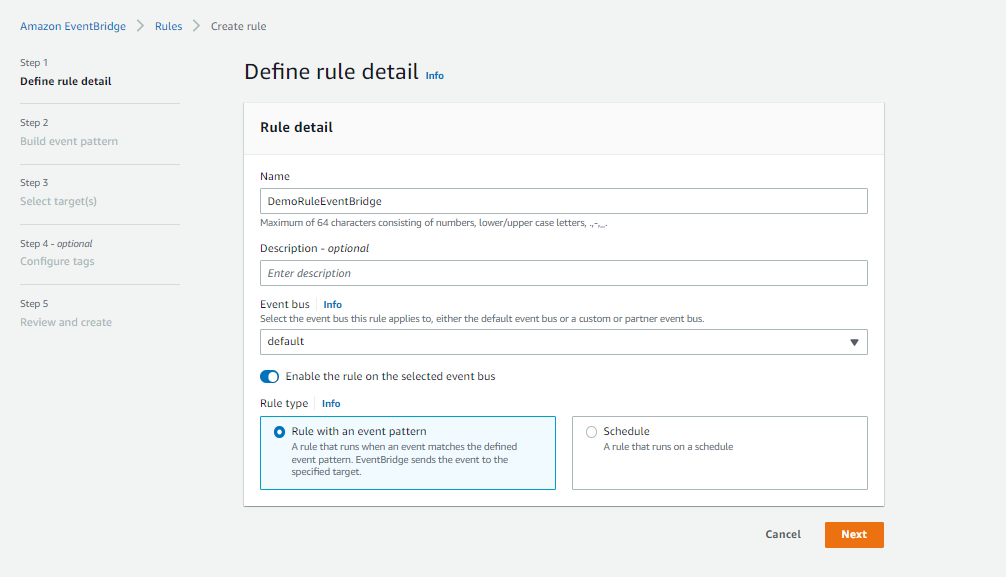 Amazon EventBridge > Rules > Create rule
Step 1
Define rule detail
Step 2
Build event pattern
Step 3
Select target(s)
Step 4 - optional
Configure tags
Step 5
Review and create
Define rule detail Info
Rule detail
Name
DemoRuleEventBridge
Maximum of 64 characters consisting of numbers, lower/upper case letters, .,-,_.
Description - optional
Enter description
Event bus Info
Select the event bus this rule applies to, either the default event bus or a custom or partner event bus.
default
Enable the rule on the selected event bus
Rule type Info
Rule with an event pattern
A rule that runs when an event matches the defined
event pattern. EventBridge sends the event to the
specified target.
Schedule
A rule that runs on a schedule
Cancel
Next